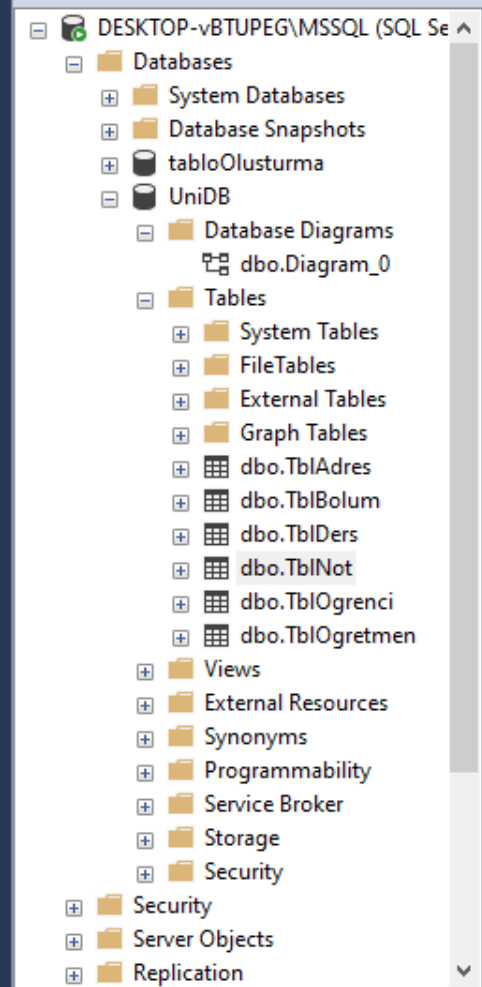 DESKTOP-vBTUPEG\MSSQL (SQL Se
Databases
System Databases
Database Snapshots
tabloOlusturma
UniDB
Database Diagrams
dbo.Diagram_0
Tables
System Tables
FileTables
External Tables
Graph Tables
dbo.TblAdres
dbo.TblBolum
dbo.TblDers
dbo.TblNot
dbo.TblOgrenci
dbo.TblOgretmen
Views
External Resources
Synonyms
Programmability
Service Broker
Storage
Security
Security
Server Objects
Replication